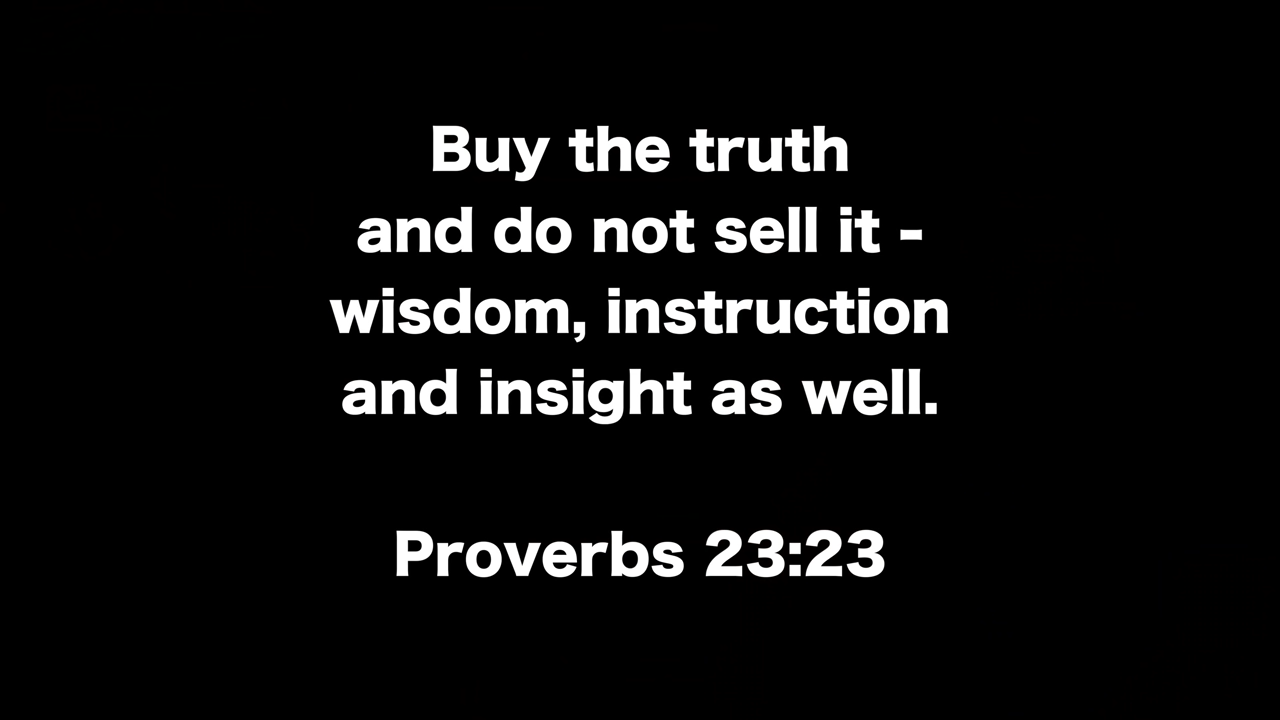 Buy the truth
and do not sell it -
wisdom, instruction
and insight as well.
Proverbs 23:23